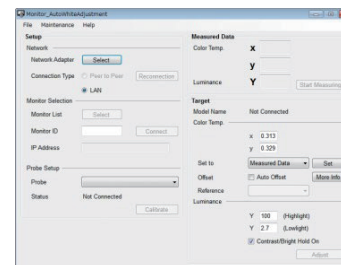 Monitor_AutoWhiteAdjustment
File Maintenance Help
Setup
Network
Network Adapter Select
Connection Type Peer to Peer Reconnection
LAN
Monitor Selection
Monitor List Select
Monitor ID Connect
IP Address
Probe Setup
Probe
Status Not Connected
Calibrate
Measured Data
Color Temp. x
y
Luminance Y Start Measuring
Target
Model Name Not Connected
Color Temp.
x 0.313
y 0.329
Set to Measured Data Set
Offset Auto Offset More Info
Reference
Luminance
Y 100 (Highlight)
Y 2.7 (Lowlight)
Contrast/Bright Hold On
Adjust